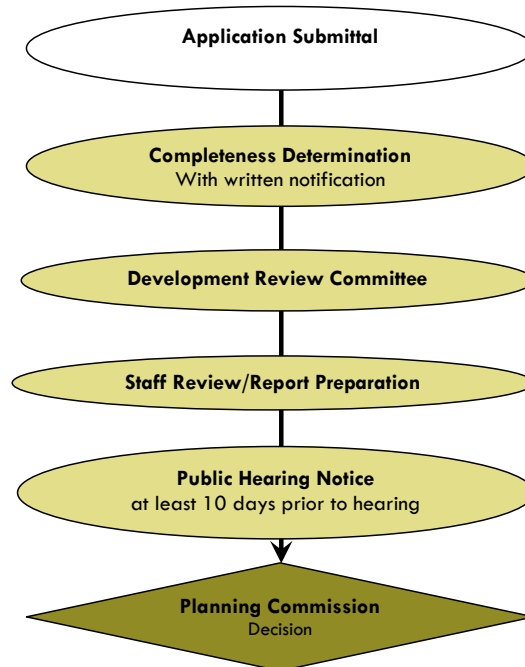 Application Submittal
Completeness Determination
With written notification
Development Review Committee
Staff Review/Report Preparation
Public Hearing Notice
at least 10 days prior to hearing
Planning Commission
Decision